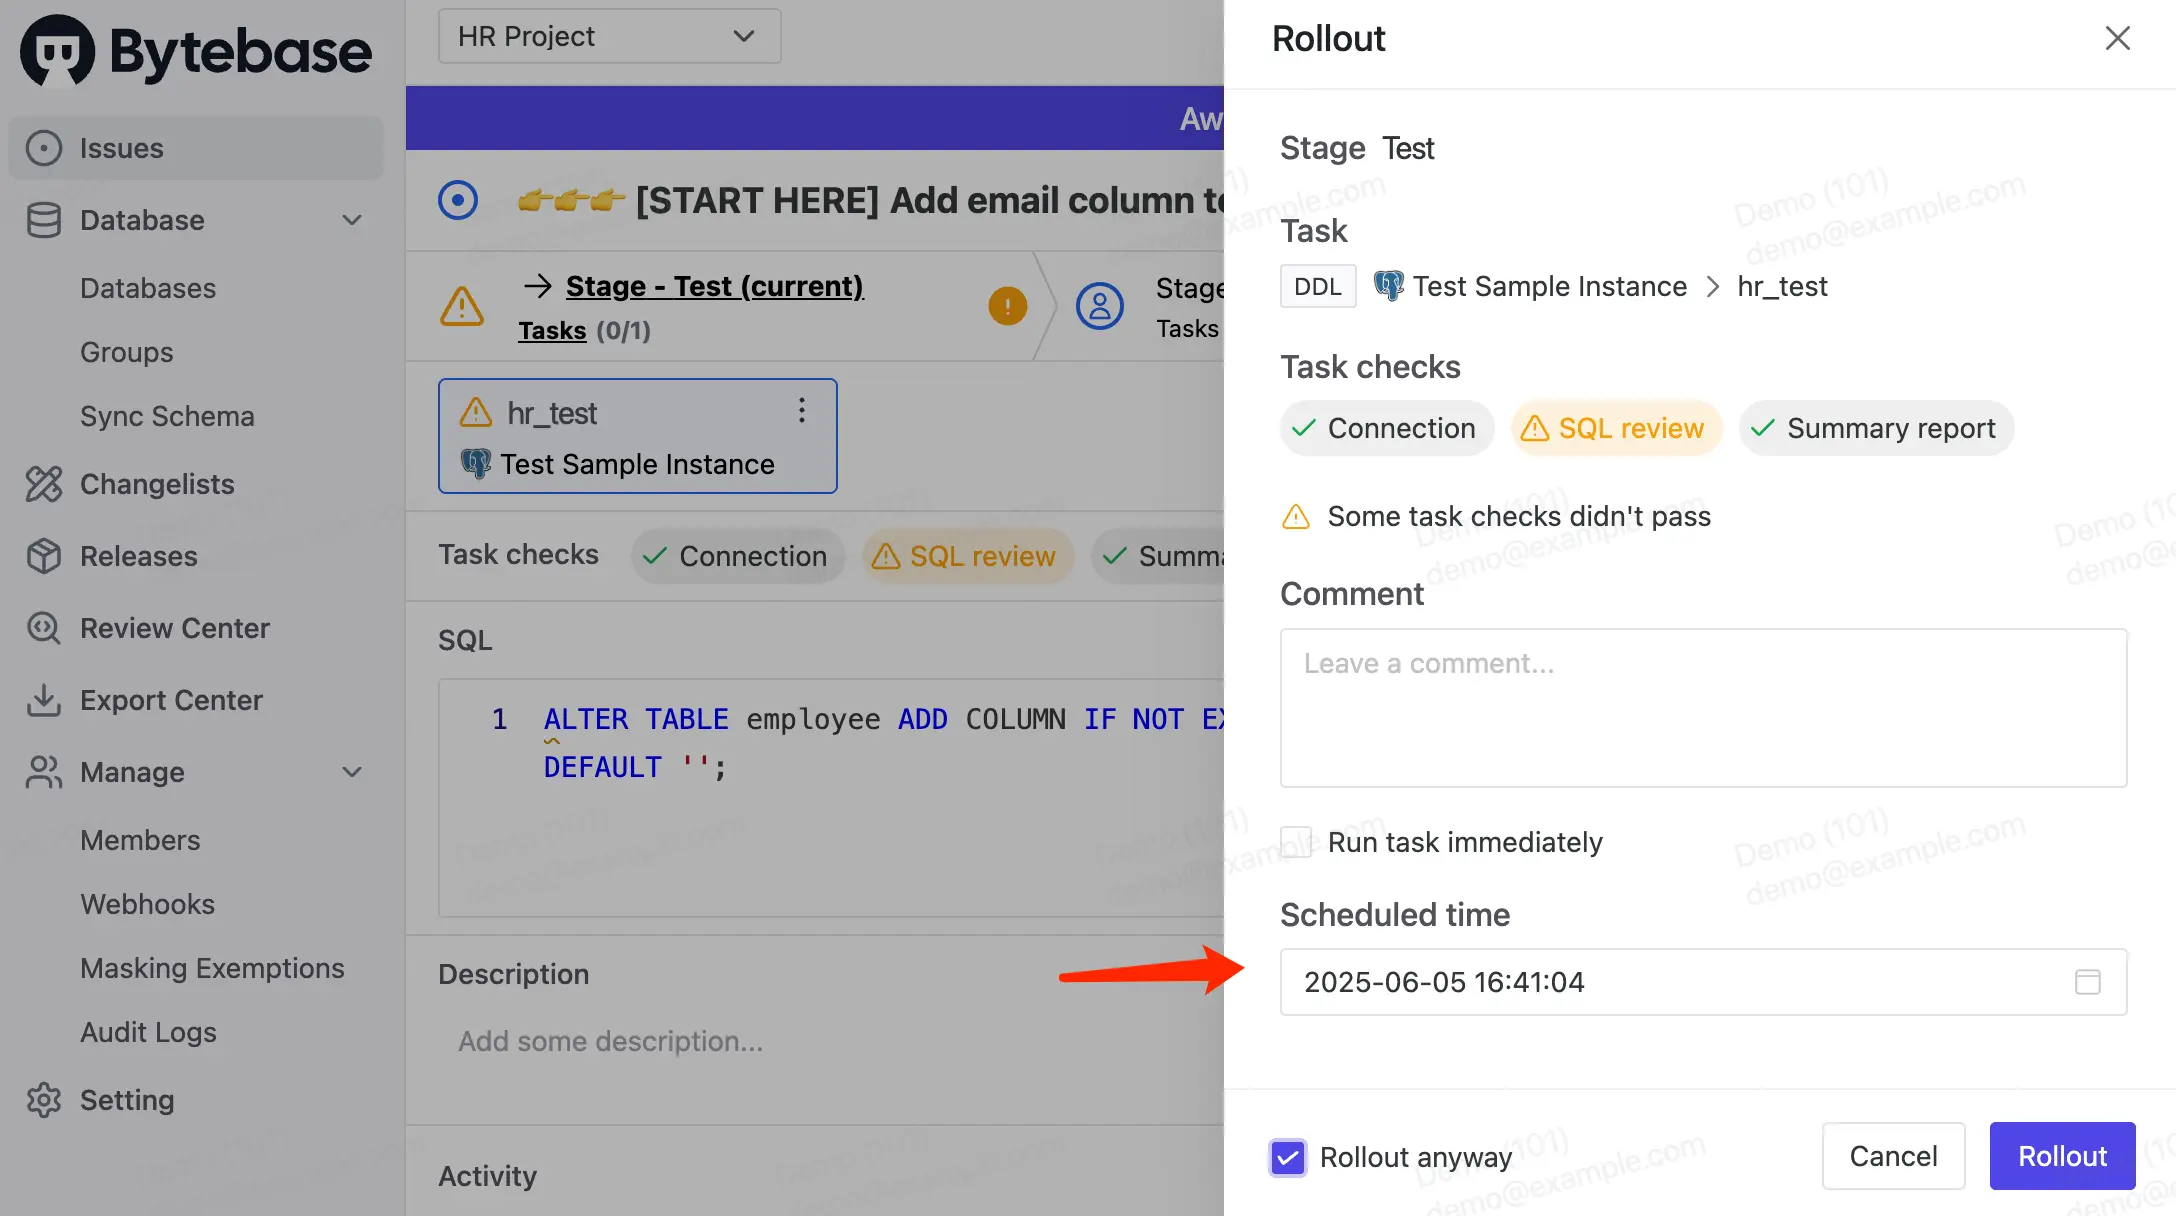 Bytebase
Issues
Database
Databases
Groups
Sync Schema
Changelists
Releases
Review Center
Export Center
Manage
Members
Webhooks
Masking Exemptions
Audit Logs
Setting
HR Project
Aw
👉👉👉 [START HERE] Add email column to
→ Stage - Test (current)
Tasks (0/1)
Stage
Tasks
hr_test
Test Sample Instance
Task checks
Connection
SQL review
Summa
SQL
1 ALTER TABLE employee ADD COLUMN IF NOT EX
DEFAULT '';
Description
Add some description...
Activity
Rollout
Stage Test
Task
DDL Test Sample Instance > hr_test
Task checks
Connection
SQL review
Summary report
Some task checks didn't pass
Comment
Leave a comment...
Run task immediately
Scheduled time
2025-06-05 16:41:04
Rollout anyway
Cancel
Rollout
Demo (101)
demo@example.com